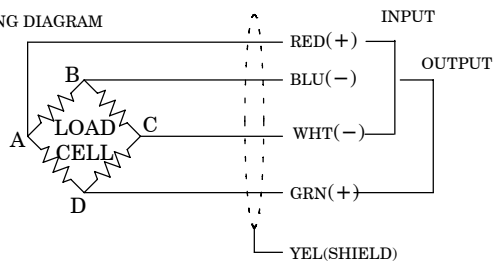 NG DIAGRAM
INPUT
RED(+)
OUTPUT
B
BLU(−)
LOAD
A
C
WHT(−)
CELL
D
GRN(+)
YEL(SHIELD)